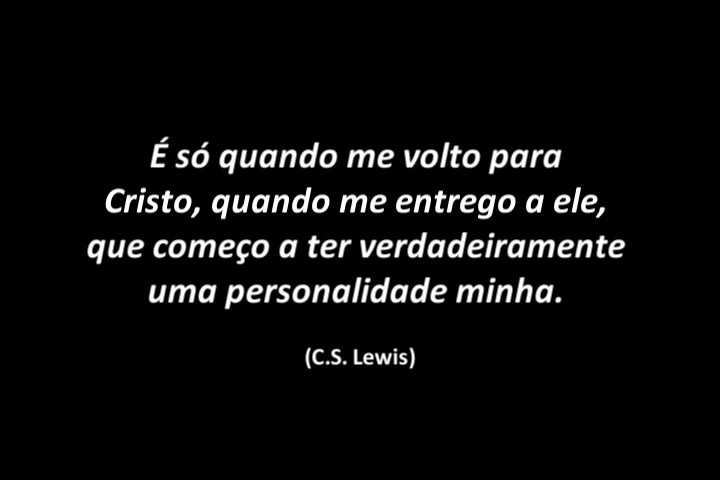 É só quando me volto para
Cristo, quando me entrego a ele,
que começo a ter verdadeiramente
uma personalidade minha.
(C.S. Lewis)